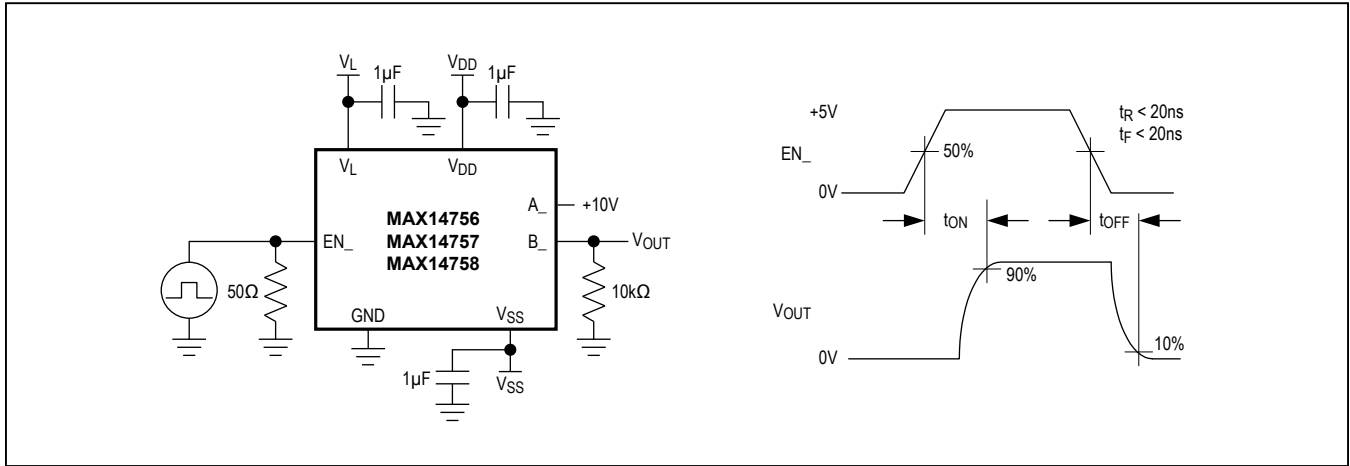 VL
1µF
VDD
1µF
VL
VDD
A_
+10V
MAX14756
MAX14757
MAX14758
EN_
B_
VOUT
50Ω
10kΩ
GND
VSS
1µF
VSS
+5V
tR < 20ns
tF < 20ns
EN_
50%
0V
tON
tOFF
90%
VOUT
0V
10%